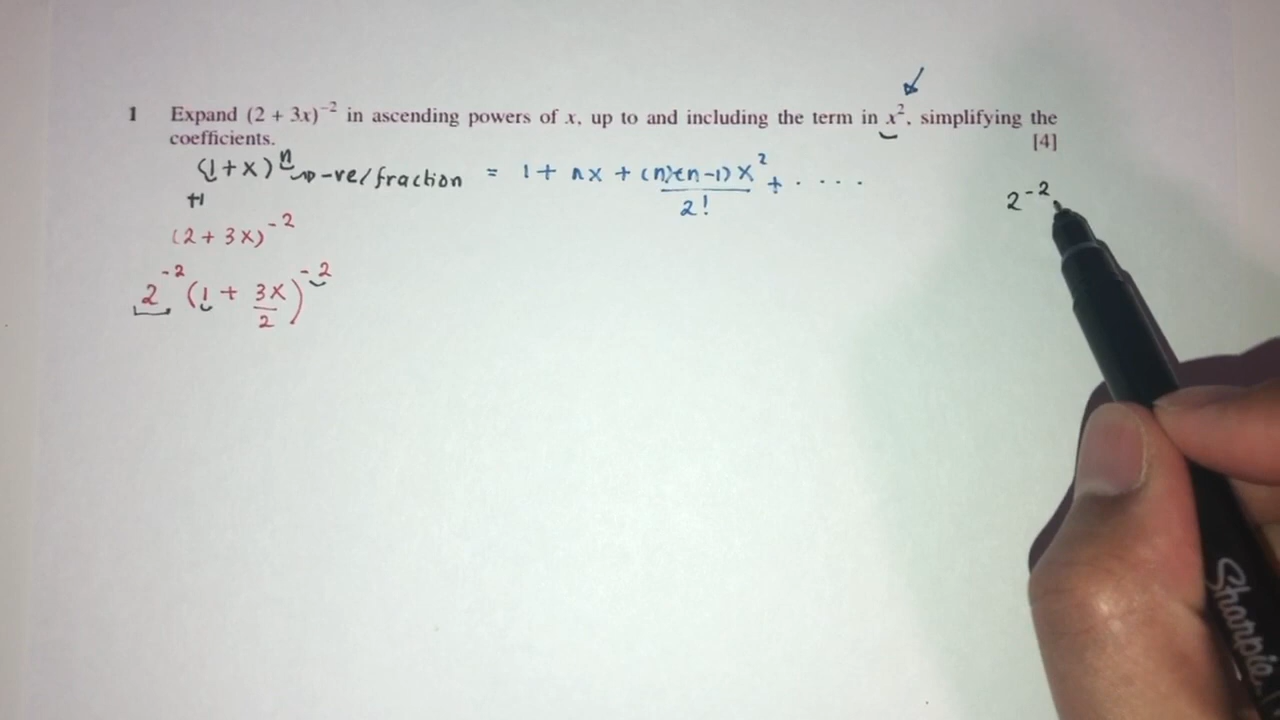 1 Expand (2 + 3x)⁻² in ascending powers of x, up to and including the term in x², simplifying the
coefficients. [4]
(1+x)ⁿ → -ve/fraction = 1 + nx + (n)(n-1)x²/2! + ....
≠1
2⁻²
(2 + 3x)⁻²
2⁻²(1 + 3x/2)⁻²
Sharpie